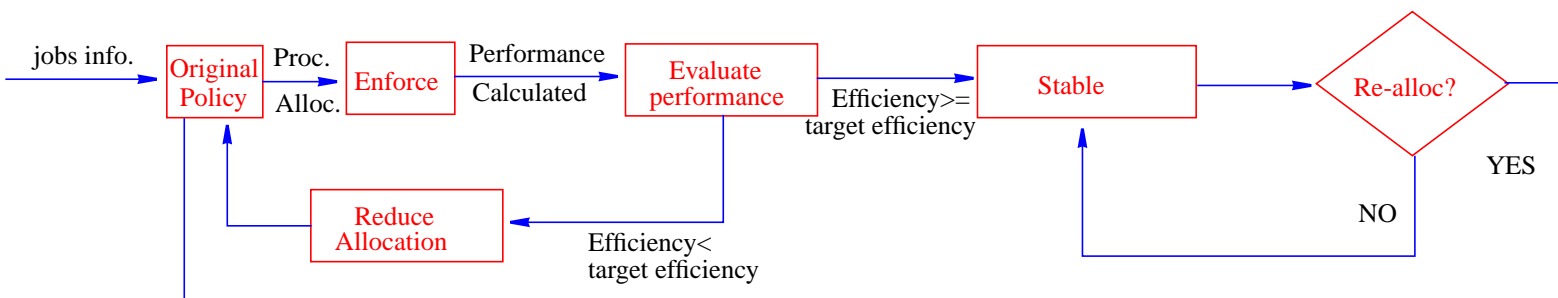 jobs info.
Original
Policy
Proc.
Alloc.
Enforce
Performance
Calculated
Evaluate
performance
Efficiency>=
target efficiency
Stable
Re-alloc?
YES
NO
Reduce
Allocation
Efficiency<
target efficiency